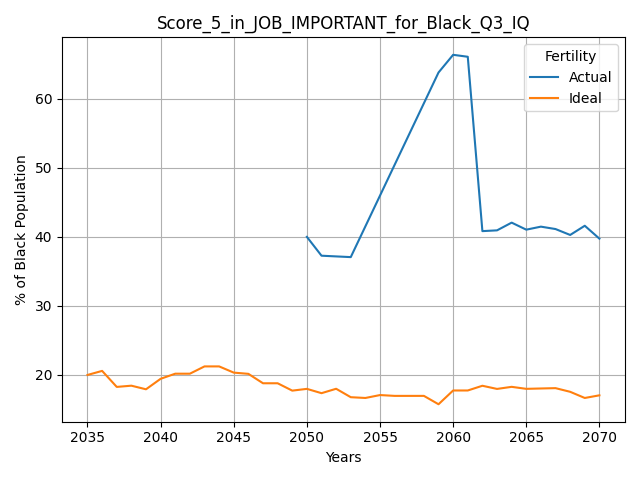 Score_5_in_JOB_IMPORTANT_for_Black_Q3_IQ
Fertility
Actual
Ideal
% of Black Population
60
50
40
30
20
2035 2040 2045 2050 2055 2060 2065 2070
Years